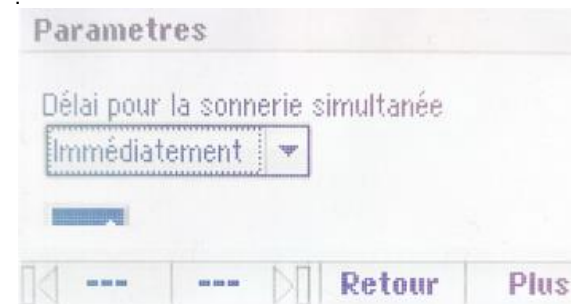 Parametres
Délai pour la sonnerie simultanée
Immédiatement
--- --- Retour Plus